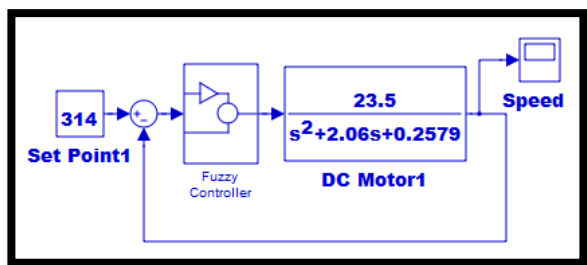 314
+
-
Set Point1
Fuzzy
Controller
23.5
s²+2.06s+0.2579
DC Motor1
Speed